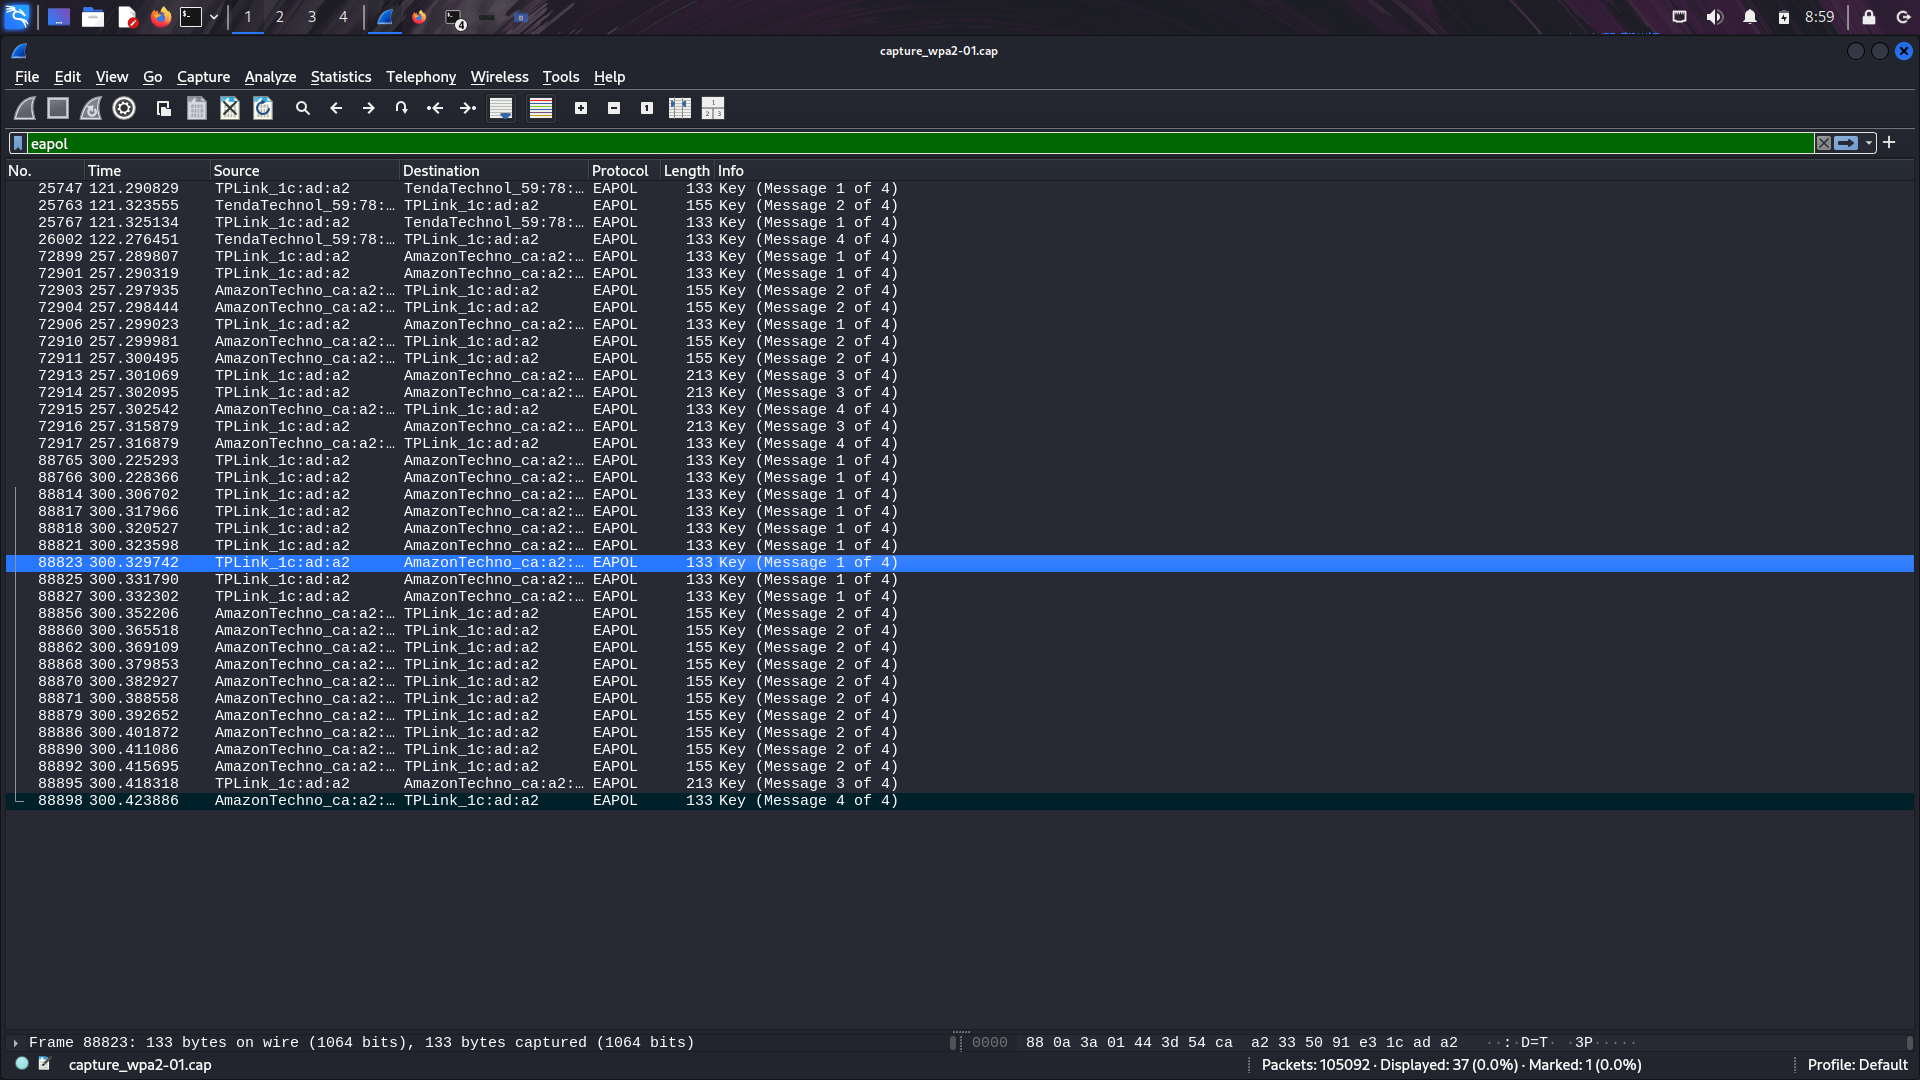 1 2 3 4 4 8:59
capture_wpa2-01.cap
File Edit View Go Capture Analyze Statistics Telephony Wireless Tools Help
eapol
No. Time Source Destination Protocol Length Info
25747 121.290829 TPLink_1c:ad:a2 TendaTechnol_59:78:… EAPOL 133 Key (Message 1 of 4)
25763 121.323555 TendaTechnol_59:78:… TPLink_1c:ad:a2 EAPOL 155 Key (Message 2 of 4)
25767 121.325134 TPLink_1c:ad:a2 TendaTechnol_59:78:… EAPOL 133 Key (Message 1 of 4)
26002 122.276451 TendaTechnol_59:78:… TPLink_1c:ad:a2 EAPOL 133 Key (Message 4 of 4)
72899 257.289807 TPLink_1c:ad:a2 AmazonTechno_ca:a2:… EAPOL 133 Key (Message 1 of 4)
72901 257.290319 TPLink_1c:ad:a2 AmazonTechno_ca:a2:… EAPOL 133 Key (Message 1 of 4)
72903 257.297935 AmazonTechno_ca:a2:… TPLink_1c:ad:a2 EAPOL 155 Key (Message 2 of 4)
72904 257.298444 AmazonTechno_ca:a2:… TPLink_1c:ad:a2 EAPOL 155 Key (Message 2 of 4)
72906 257.299023 TPLink_1c:ad:a2 AmazonTechno_ca:a2:… EAPOL 133 Key (Message 1 of 4)
72910 257.299981 AmazonTechno_ca:a2:… TPLink_1c:ad:a2 EAPOL 155 Key (Message 2 of 4)
72911 257.300495 AmazonTechno_ca:a2:… TPLink_1c:ad:a2 EAPOL 155 Key (Message 2 of 4)
72913 257.301069 TPLink_1c:ad:a2 AmazonTechno_ca:a2:… EAPOL 213 Key (Message 3 of 4)
72914 257.302095 TPLink_1c:ad:a2 AmazonTechno_ca:a2:… EAPOL 213 Key (Message 3 of 4)
72915 257.302542 AmazonTechno_ca:a2:… TPLink_1c:ad:a2 EAPOL 133 Key (Message 4 of 4)
72916 257.315879 TPLink_1c:ad:a2 AmazonTechno_ca:a2:… EAPOL 213 Key (Message 3 of 4)
72917 257.316879 AmazonTechno_ca:a2:… TPLink_1c:ad:a2 EAPOL 133 Key (Message 4 of 4)
88765 300.225293 TPLink_1c:ad:a2 AmazonTechno_ca:a2:… EAPOL 133 Key (Message 1 of 4)
88766 300.228366 TPLink_1c:ad:a2 AmazonTechno_ca:a2:… EAPOL 133 Key (Message 1 of 4)
88814 300.306702 TPLink_1c:ad:a2 AmazonTechno_ca:a2:… EAPOL 133 Key (Message 1 of 4)
88817 300.317966 TPLink_1c:ad:a2 AmazonTechno_ca:a2:… EAPOL 133 Key (Message 1 of 4)
88818 300.320527 TPLink_1c:ad:a2 AmazonTechno_ca:a2:… EAPOL 133 Key (Message 1 of 4)
88821 300.323598 TPLink_1c:ad:a2 AmazonTechno_ca:a2:… EAPOL 133 Key (Message 1 of 4)
88823 300.329742 TPLink_1c:ad:a2 AmazonTechno_ca:a2:… EAPOL 133 Key (Message 1 of 4)
88825 300.331790 TPLink_1c:ad:a2 AmazonTechno_ca:a2:… EAPOL 133 Key (Message 1 of 4)
88827 300.332302 TPLink_1c:ad:a2 AmazonTechno_ca:a2:… EAPOL 133 Key (Message 1 of 4)
88856 300.352206 AmazonTechno_ca:a2:… TPLink_1c:ad:a2 EAPOL 155 Key (Message 2 of 4)
88860 300.365518 AmazonTechno_ca:a2:… TPLink_1c:ad:a2 EAPOL 155 Key (Message 2 of 4)
88862 300.369109 AmazonTechno_ca:a2:… TPLink_1c:ad:a2 EAPOL 155 Key (Message 2 of 4)
88868 300.379853 AmazonTechno_ca:a2:… TPLink_1c:ad:a2 EAPOL 155 Key (Message 2 of 4)
88870 300.382927 AmazonTechno_ca:a2:… TPLink_1c:ad:a2 EAPOL 155 Key (Message 2 of 4)
88871 300.388558 AmazonTechno_ca:a2:… TPLink_1c:ad:a2 EAPOL 155 Key (Message 2 of 4)
88879 300.392652 AmazonTechno_ca:a2:… TPLink_1c:ad:a2 EAPOL 155 Key (Message 2 of 4)
88886 300.401872 AmazonTechno_ca:a2:… TPLink_1c:ad:a2 EAPOL 155 Key (Message 2 of 4)
88890 300.411086 AmazonTechno_ca:a2:… TPLink_1c:ad:a2 EAPOL 155 Key (Message 2 of 4)
88892 300.415695 AmazonTechno_ca:a2:… TPLink_1c:ad:a2 EAPOL 155 Key (Message 2 of 4)
88895 300.418318 TPLink_1c:ad:a2 AmazonTechno_ca:a2:… EAPOL 213 Key (Message 3 of 4)
88898 300.423886 AmazonTechno_ca:a2:… TPLink_1c:ad:a2 EAPOL 133 Key (Message 4 of 4)
Frame 88823: 133 bytes on wire (1064 bits), 133 bytes captured (1064 bits) 0000 88 0a 3a 01 44 3d 54 ca a2 33 50 91 e3 1c ad a2 ··:·D=T· ·3P·····
capture_wpa2-01.cap Packets: 105092 · Displayed: 37 (0.0%) · Marked: 1 (0.0%) Profile: Default